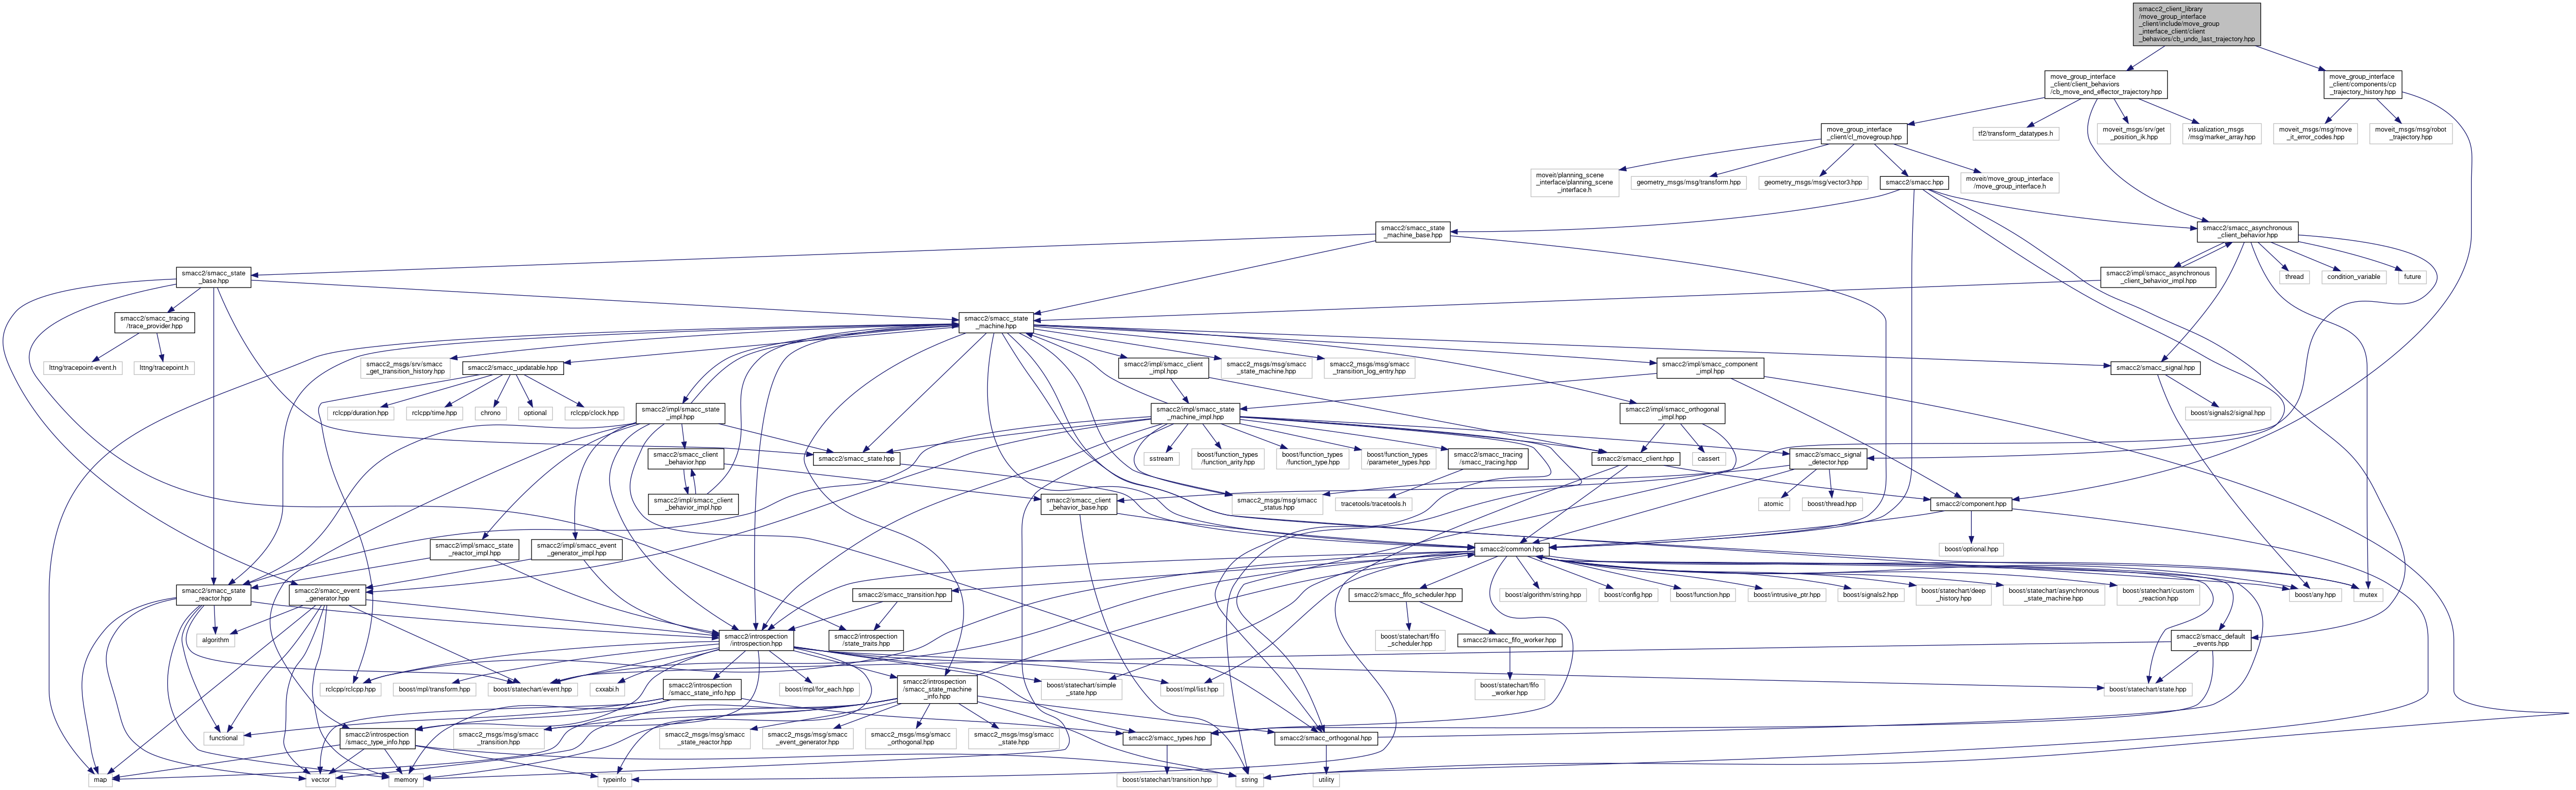 smacc2_client_library
/move_group_interface
_client/include/move_group
_interface_client/client
_behaviors/cb_undo_last_trajectory.hpp
move_group_interface
_client/client_behaviors
/cb_move_end_effector_trajectory.hpp
move_group_interface
_client/components/cp
_trajectory_history.hpp
move_group_interface
_client/cl_movegroup.hpp
tf2/transform_datatypes.h
moveit_msgs/srv/get
_position_ik.hpp
visualization_msgs
/msg/marker_array.hpp
moveit_msgs/msg/move
_it_error_codes.hpp
moveit_msgs/msg/robot
_trajectory.hpp
moveit/planning_scene
_interface/planning_scene
_interface.h
geometry_msgs/msg/transform.hpp
geometry_msgs/msg/vector3.hpp
smacc2/smacc.hpp
moveit/move_group_interface
/move_group_interface.h
smacc2/smacc_state
_machine_base.hpp
smacc2/smacc_asynchronous
_client_behavior.hpp
smacc2/smacc_state
_base.hpp
smacc2/impl/smacc_asynchronous
_client_behavior_impl.hpp
thread
condition_variable
future
smacc2/smacc_tracing
/trace_provider.hpp
smacc2/smacc_state
_machine.hpp
lttng/tracepoint-event.h
lttng/tracepoint.h
smacc2_msgs/srv/smacc
_get_transition_history.hpp
smacc2/smacc_updatable.hpp
smacc2/impl/smacc_client
_impl.hpp
smacc2_msgs/msg/smacc
_state_machine.hpp
smacc2_msgs/msg/smacc
_transition_log_entry.hpp
smacc2/impl/smacc_component
_impl.hpp
smacc2/smacc_signal.hpp
rclcpp/duration.hpp
rclcpp/time.hpp
chrono
optional
rclcpp/clock.hpp
smacc2/impl/smacc_state
_impl.hpp
smacc2/impl/smacc_state
_machine_impl.hpp
smacc2/impl/smacc_orthogonal
_impl.hpp
boost/signals2/signal.hpp
smacc2/smacc_client
_behavior.hpp
smacc2/smacc_state.hpp
sstream
boost/function_types
/function_arity.hpp
boost/function_types
/function_type.hpp
boost/function_types
/parameter_types.hpp
smacc2/smacc_tracing
/smacc_tracing.hpp
smacc2/smacc_client.hpp
cassert
smacc2/smacc_signal
_detector.hpp
smacc2/impl/smacc_client
_behavior_impl.hpp
smacc2/smacc_client
_behavior_base.hpp
smacc2_msgs/msg/smacc
_status.hpp
tracetools/tracetools.h
atomic
boost/thread.hpp
smacc2/component.hpp
smacc2/impl/smacc_state
_reactor_impl.hpp
smacc2/impl/smacc_event
_generator_impl.hpp
smacc2/common.hpp
boost/optional.hpp
smacc2/smacc_state
_reactor.hpp
smacc2/smacc_event
_generator.hpp
smacc2/smacc_transition.hpp
smacc2/smacc_fifo_scheduler.hpp
boost/algorithm/string.hpp
boost/config.hpp
boost/function.hpp
boost/intrusive_ptr.hpp
boost/signals2.hpp
boost/statechart/deep
_history.hpp
boost/statechart/asynchronous
_state_machine.hpp
boost/statechart/custom
_reaction.hpp
boost/any.hpp
mutex
algorithm
smacc2/introspection
/introspection.hpp
smacc2/introspection
/state_traits.hpp
boost/statechart/fifo
_scheduler.hpp
smacc2/smacc_fifo_worker.hpp
smacc2/smacc_default
_events.hpp
rclcpp/rclcpp.hpp
boost/mpl/transform.hpp
boost/statechart/event.hpp
cxxabi.h
smacc2/introspection
/smacc_state_info.hpp
boost/mpl/for_each.hpp
smacc2/introspection
/smacc_state_machine
_info.hpp
boost/statechart/simple
_state.hpp
boost/mpl/list.hpp
boost/statechart/fifo
_worker.hpp
boost/statechart/state.hpp
functional
smacc2/introspection
/smacc_type_info.hpp
smacc2_msgs/msg/smacc
_transition.hpp
smacc2_msgs/msg/smacc
_state_reactor.hpp
smacc2_msgs/msg/smacc
_event_generator.hpp
smacc2_msgs/msg/smacc
_orthogonal.hpp
smacc2_msgs/msg/smacc
_state.hpp
smacc2/smacc_types.hpp
smacc2/smacc_orthogonal.hpp
map
vector
memory
typeinfo
boost/statechart/transition.hpp
string
utility